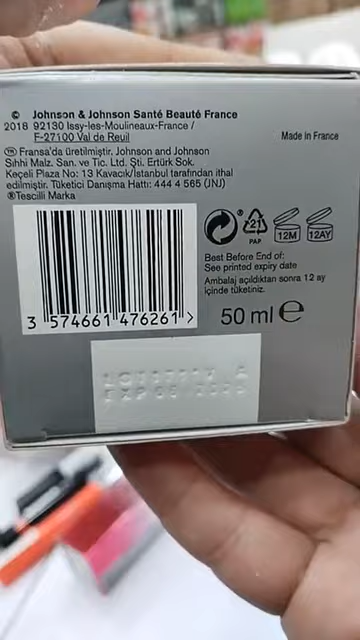 © Johnson & Johnson Santé Beauté France
2018 92130 Issy-les-Moulineaux-France /
F-27100 Val de Reuil
Made in France
TR Fransa'da üretilmiştir. Johnson and Johnson
Sıhhi Malz. San. ve Tic. Ltd. Şti. Ertürk Sok.
Keçeli Plaza No: 13 Kavacık/İstanbul tarafından ithal
edilmiştir. Tüketici Danışma Hattı: 444 4 565 (JNJ)
®Tescilli Marka
21
PAP
12M
12AY
Best Before End of:
See printed expiry date
Ambalaj açıldıktan sonra 12 ay
içinde tüketiniz.
3 574661 476261 >
50 ml e
EXP